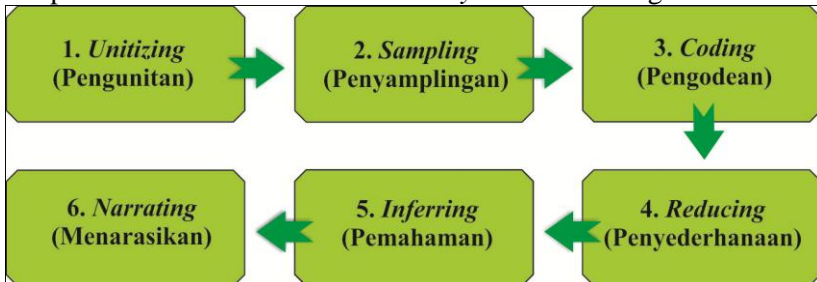 1. Unitizing
(Pengunitan)
2. Sampling
(Penyamplingan)
3. Coding
(Pengodean)
4. Reducing
(Penyederhanaan)
5. Inferring
(Pemahaman)
6. Narrating
(Menarasikan)